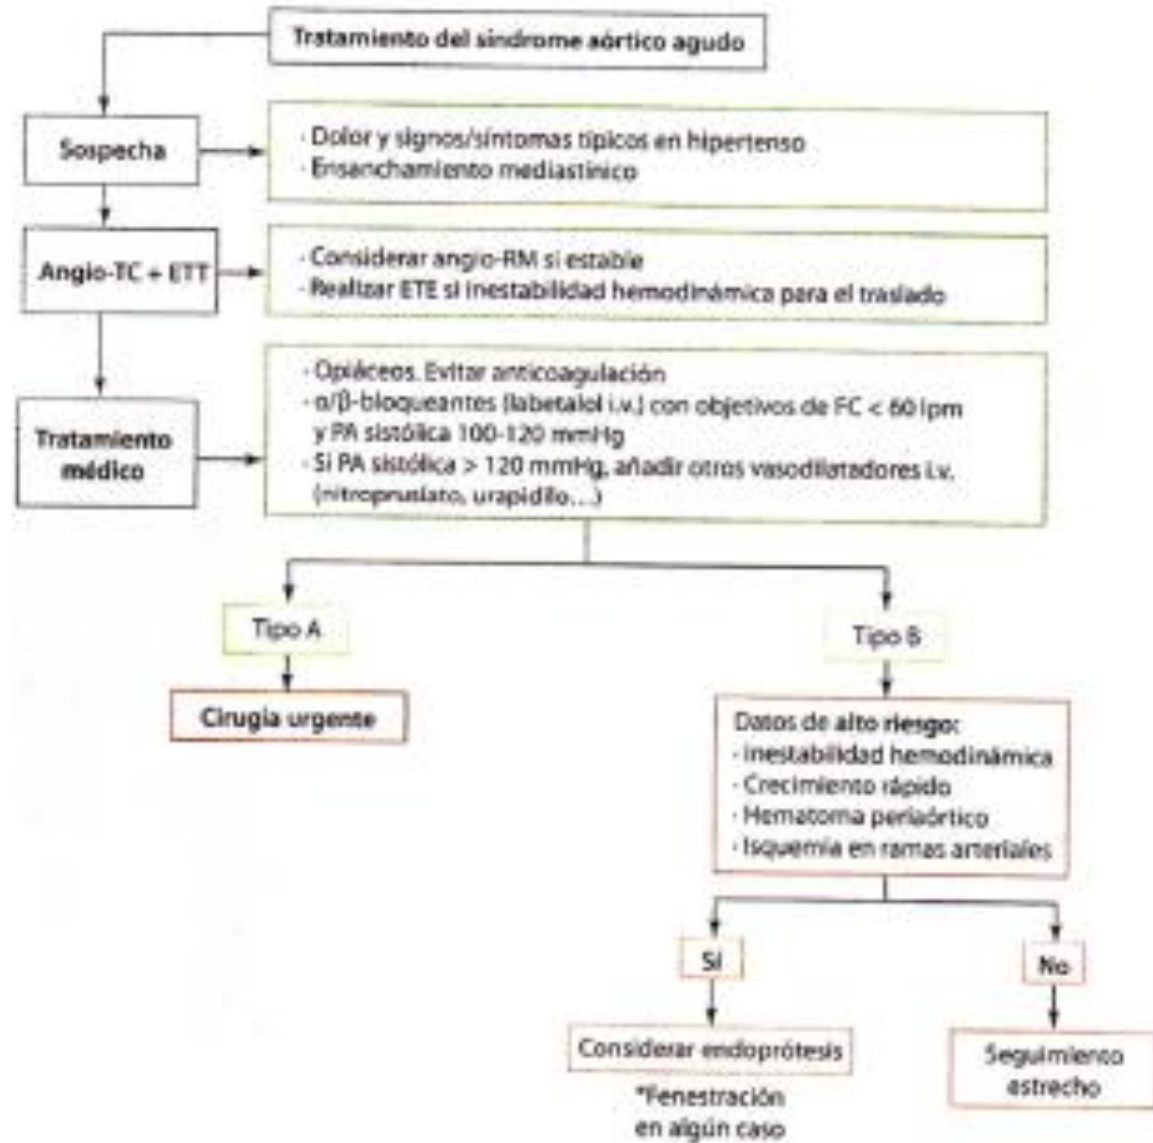 Tratamiento del síndrome aórtico agudo
Sospecha
· Dolor y signos/síntomas típicos en hipertenso
· Ensanchamiento mediastínico
Angio-TC + ETT
· Considerar angio-RM si estable
· Realizar ETE si inestabilidad hemodinámica para el traslado
Tratamiento
médico
· Opiáceos. Evitar anticoagulación
· α/β-bloqueantes (labetalol i.v.) con objetivos de FC < 60 lpm
y PA sistólica 100-120 mmHg
· Si PA sistólica > 120 mmHg, añadir otros vasodilatadores i.v.
(nitroprusiato, urapidilo...)
Tipo A
Cirugía urgente
Tipo B
Datos de alto riesgo:
· Inestabilidad hemodinámica
· Crecimiento rápido
· Hematoma periaórtico
· Isquemia en ramas arteriales
Sí
No
Considerar endoprótesis
*Fenestración
en algún caso
Seguimiento
estrecho